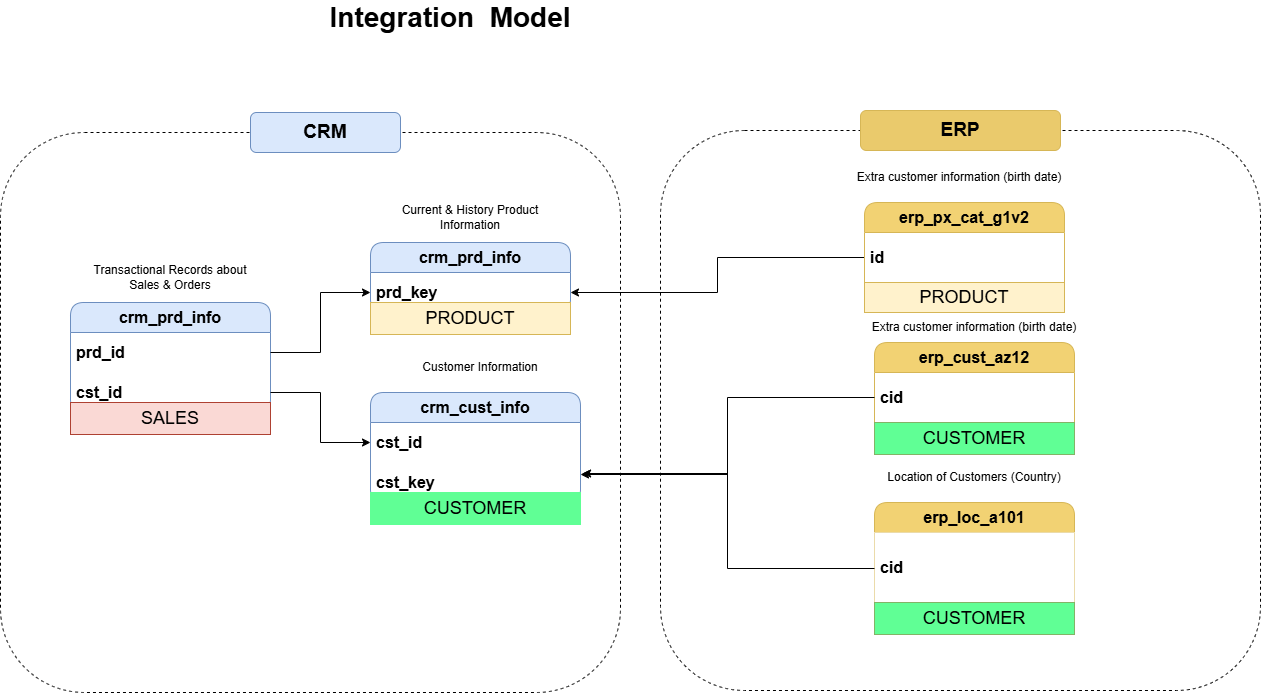 Integration Model
CRM
Transactional Records about
Sales & Orders
crm_prd_info
prd_id
cst_id
SALES
Current & History Product
Information
crm_prd_info
prd_key
PRODUCT
Customer Information
crm_cust_info
cst_id
cst_key
CUSTOMER
ERP
Extra customer information (birth date)
erp_px_cat_g1v2
id
PRODUCT
Extra customer information (birth date)
erp_cust_az12
cid
CUSTOMER
Location of Customers (Country)
erp_loc_a101
cid
CUSTOMER